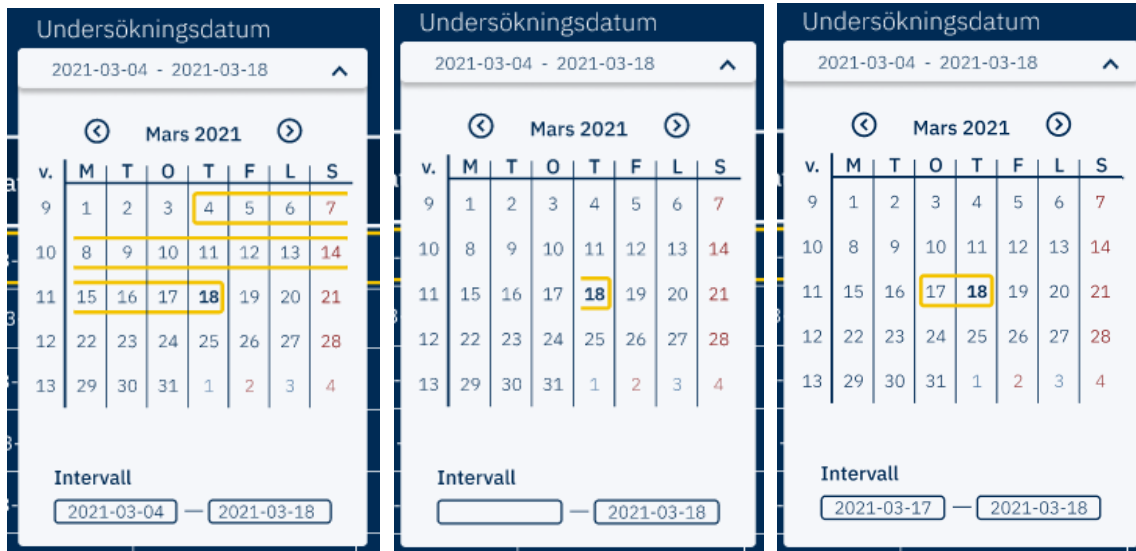 Undersökningsdatum
2021-03-04 - 2021-03-18
Mars 2021
v. M T O T F L S
9 1 2 3 4 5 6 7
10 8 9 10 11 12 13 14
11 15 16 17 18 19 20 21
12 22 23 24 25 26 27 28
13 29 30 31 1 2 3 4
Intervall
2021-03-04 — 2021-03-18
Undersökningsdatum
2021-03-04 - 2021-03-18
Mars 2021
v. M T O T F L S
9 1 2 3 4 5 6 7
10 8 9 10 11 12 13 14
11 15 16 17 18 19 20 21
12 22 23 24 25 26 27 28
13 29 30 31 1 2 3 4
Intervall
— 2021-03-18
Undersökningsdatum
2021-03-04 - 2021-03-18
Mars 2021
v. M T O T F L S
9 1 2 3 4 5 6 7
10 8 9 10 11 12 13 14
11 15 16 17 18 19 20 21
12 22 23 24 25 26 27 28
13 29 30 31 1 2 3 4
Intervall
2021-03-17 — 2021-03-18